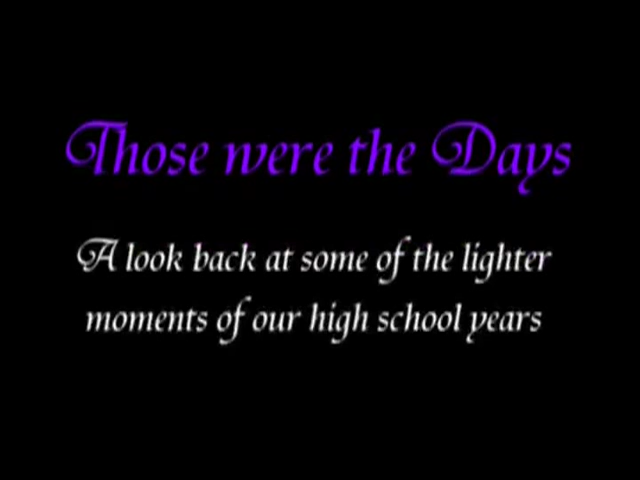 Those were the Days
A look back at some of the lighter
moments of our high school years